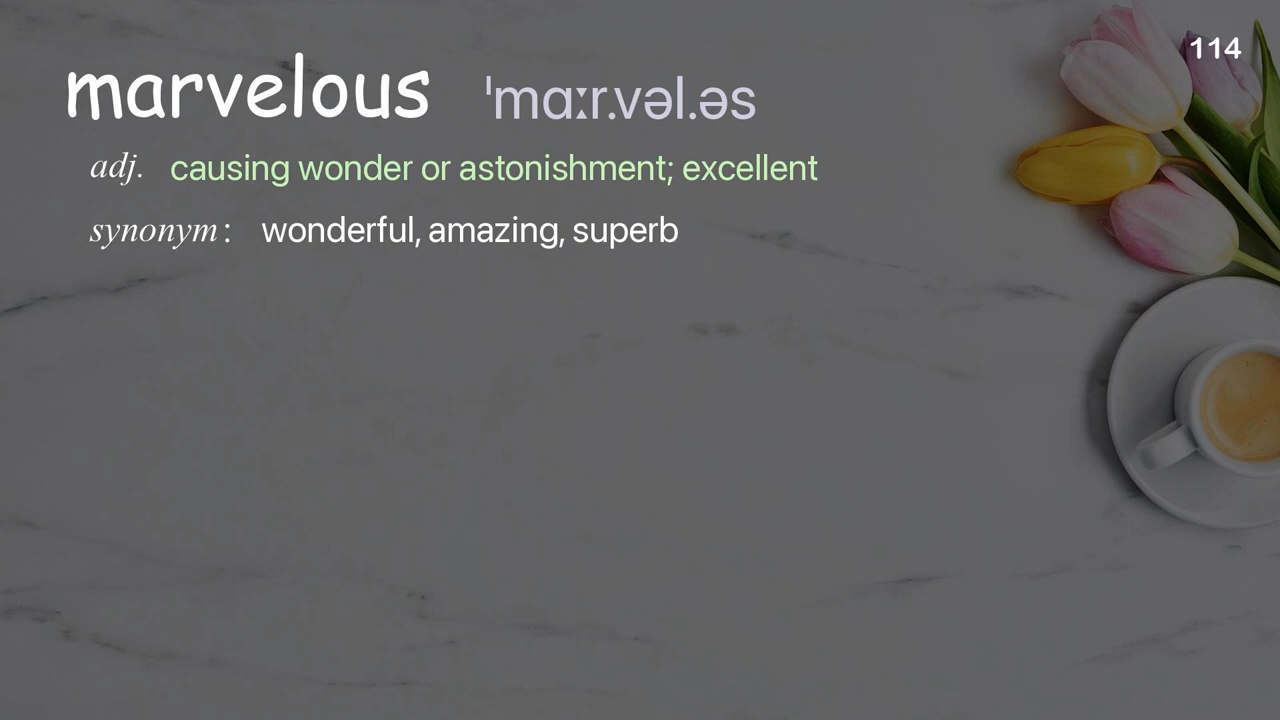 114
marvelous ˈmɑːr.vəl.əs
adj. causing wonder or astonishment; excellent
synonym: wonderful, amazing, superb